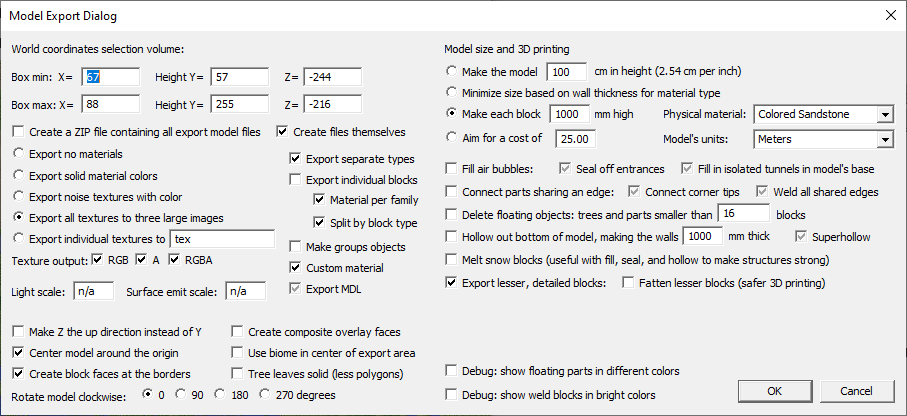 Model Export Dialog
World coordinates selection volume:
Box min: X= 67 Height Y= 57 Z= -244
Box max: X= 88 Height Y= 255 Z= -216
Create a ZIP file containing all export model files Create files themselves
Export no materials
Export solid material colors
Export noise textures with color
Export all textures to three large images
Export individual textures to tex
Texture output: RGB A RGBA
Export separate types
Export individual blocks
Material per family
Split by block type
Make groups objects
Custom material
Export MDL
Light scale: n/a Surface emit scale: n/a
Make Z the up direction instead of Y
Center model around the origin
Create block faces at the borders
Create composite overlay faces
Use biome in center of export area
Tree leaves solid (less polygons)
Rotate model clockwise: 0 90 180 270 degrees
Model size and 3D printing
Make the model 100 cm in height (2.54 cm per inch)
Minimize size based on wall thickness for material type
Make each block 1000 mm high Physical material: Colored Sandstone
Aim for a cost of 25.00 Model's units: Meters
Fill air bubbles: Seal off entrances Fill in isolated tunnels in model's base
Connect parts sharing an edge: Connect corner tips Weld all shared edges
Delete floating objects: trees and parts smaller than 16 blocks
Hollow out bottom of model, making the walls 1000 mm thick Superhollow
Melt snow blocks (useful with fill, seal, and hollow to make structures strong)
Export lesser, detailed blocks: Fatten lesser blocks (safer 3D printing)
Debug: show floating parts in different colors
Debug: show weld blocks in bright colors
OK Cancel